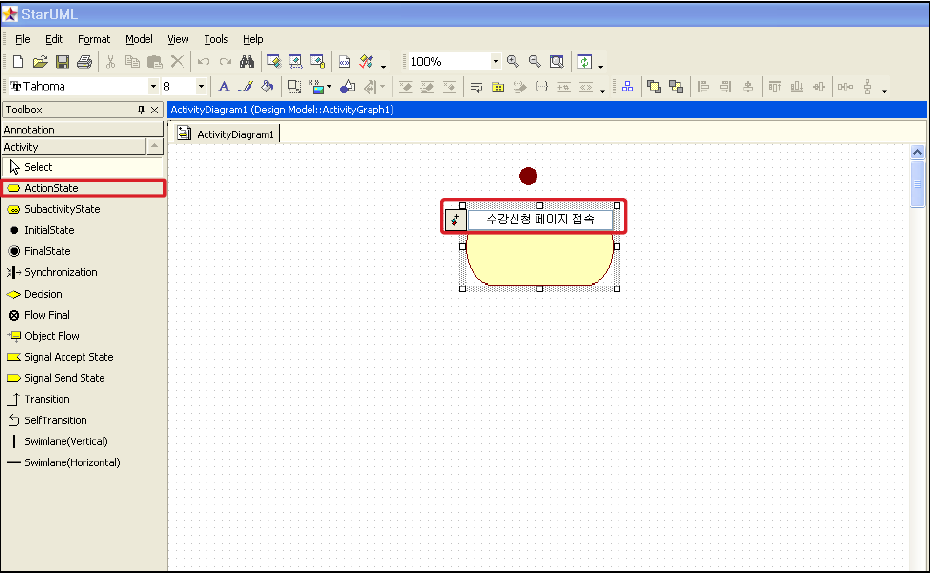 StarUML
File Edit Format Model View Tools Help
100%
Tahoma 8
Toolbox
ActivityDiagram1 (Design Model::ActivityGraph1)
Annotation
ActivityDiagram1
Activity
Select
ActionState
수강신청 페이지 접속
SubactivityState
InitialState
FinalState
Synchronization
Decision
Flow Final
Object Flow
Signal Accept State
Signal Send State
Transition
SelfTransition
Swimlane(Vertical)
Swimlane(Horizontal)